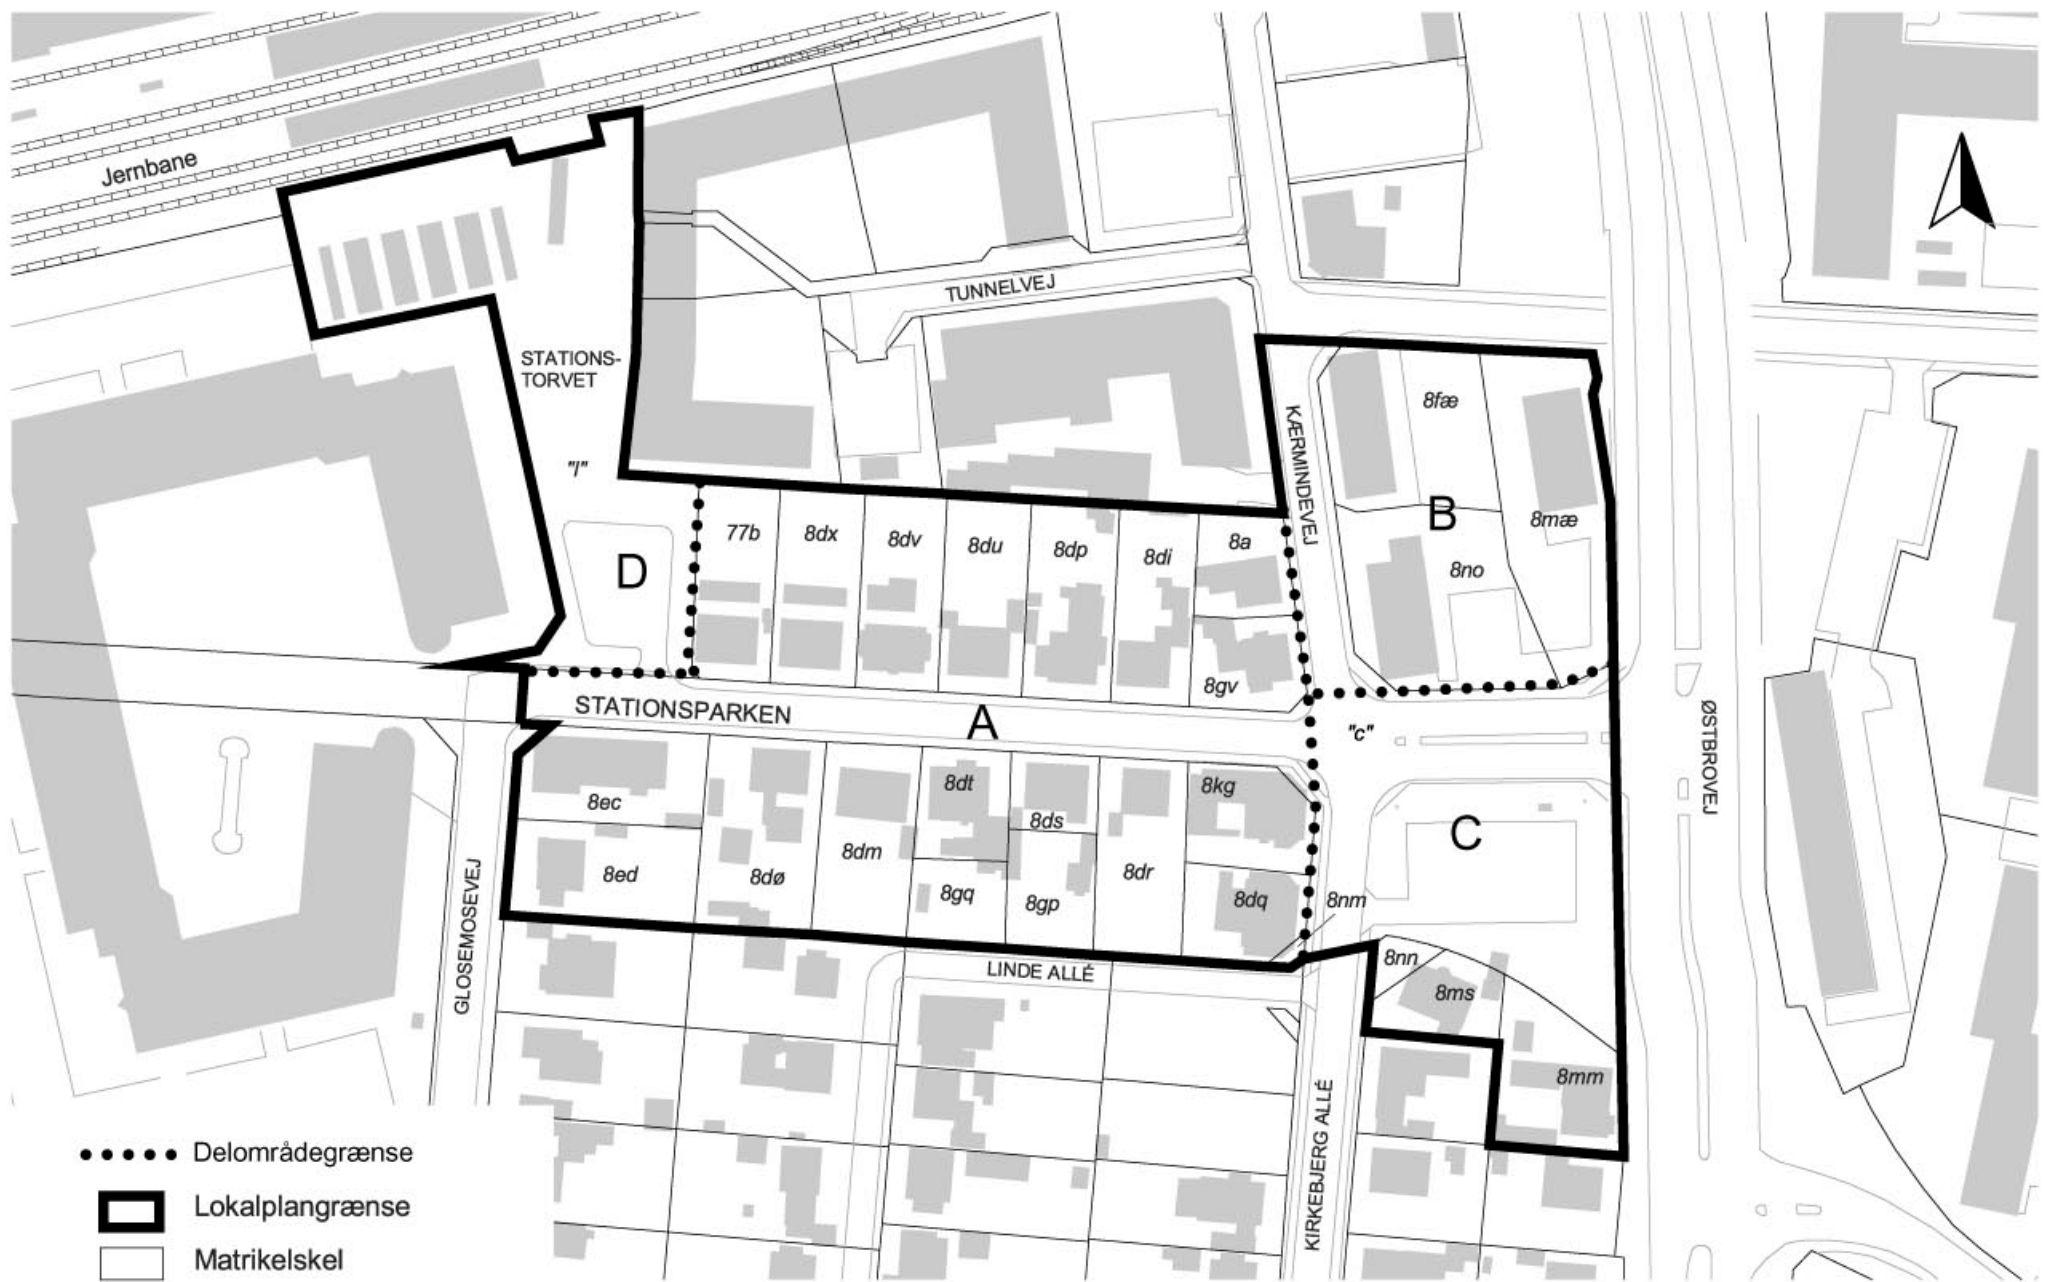 Jernbane
TUNNELVEJ
STATIONS-
TORVET
KÆRMINDEVEJ
8fæ
"l"
B
8mæ
77b
8dx
8dv
8du
8dp
8di
8a
D
8no
8gv
STATIONSPARKEN
A
"c"
ØSTBROVEJ
8ec
8dt
8ds
8kg
C
8ed
8dø
8dm
8gq
8gp
8dr
8dq
8nm
GLOSEMOSEVEJ
LINDE ALLÉ
8nn
8ms
8mm
KIRKEBJERG ALLÉ
Delområdegrænse
Lokalplangrænse
Matrikelskel